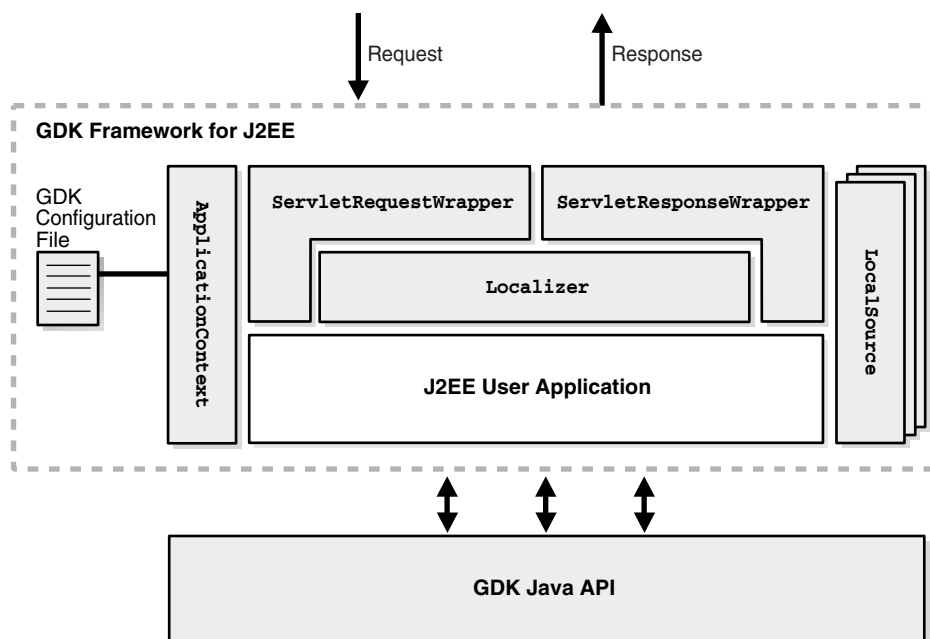 Request
Response
GDK Framework for J2EE
GDK
Configuration
File
ApplicationContext
ServletRequestWrapper
ServletResponseWrapper
Localizer
LocalSource
J2EE User Application
GDK Java API